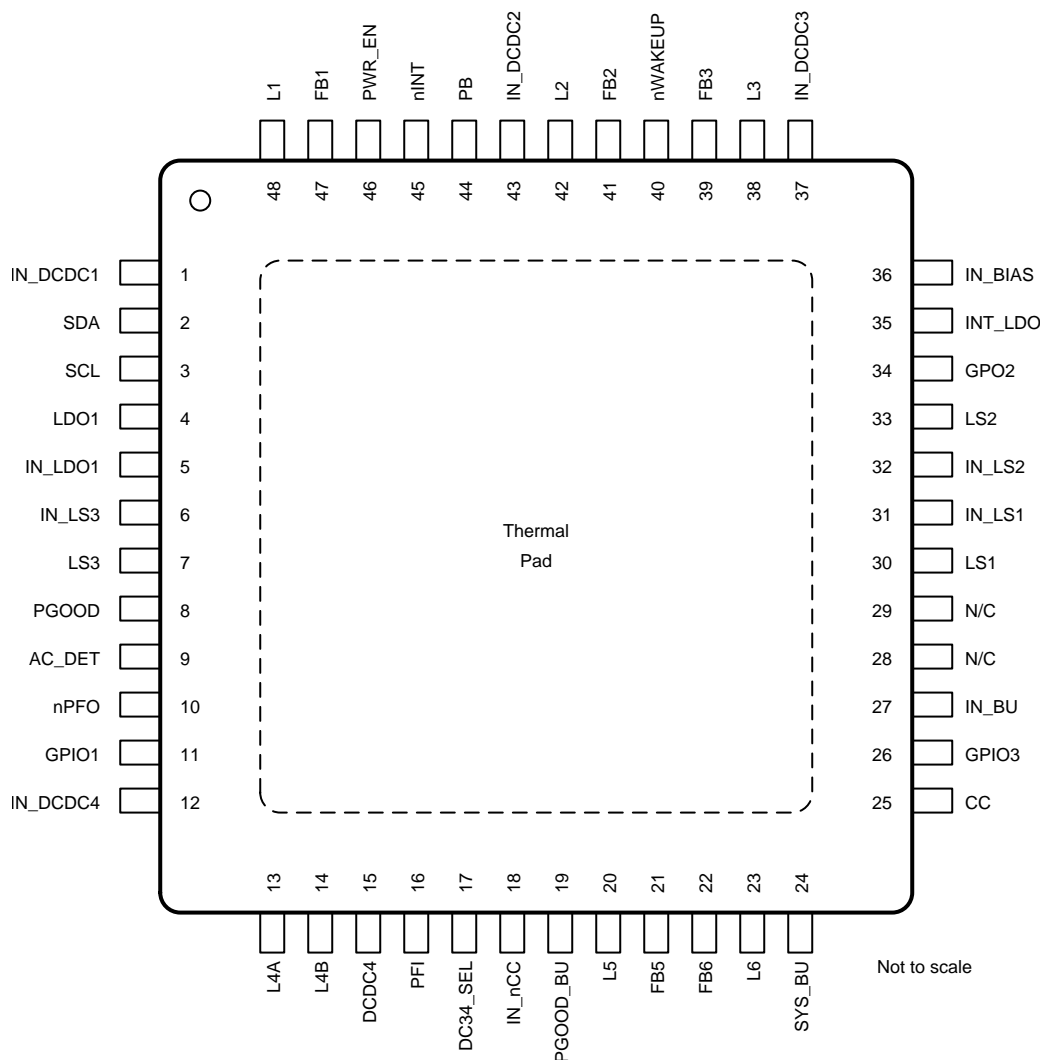 L1
FB1
PWR_EN
nINT
PB
IN_DCDC2
L2
FB2
nWAKEUP
FB3
L3
IN_DCDC3
48
47
46
45
44
43
42
41
40
39
38
37
IN_DCDC1 1
SDA 2
SCL 3
LDO1 4
IN_LDO1 5
IN_LS3 6
LS3 7
PGOOD 8
AC_DET 9
nPFO 10
GPIO1 11
IN_DCDC4 12
Thermal
Pad
36 IN_BIAS
35 INT_LDO
34 GPO2
33 LS2
32 IN_LS2
31 IN_LS1
30 LS1
29 N/C
28 N/C
27 IN_BU
26 GPIO3
25 CC
13
14
15
16
17
18
19
20
21
22
23
24
L4A
L4B
DCDC4
PFI
DC34_SEL
IN_nCC
PGOOD_BU
L5
FB5
FB6
L6
SYS_BU
Not to scale